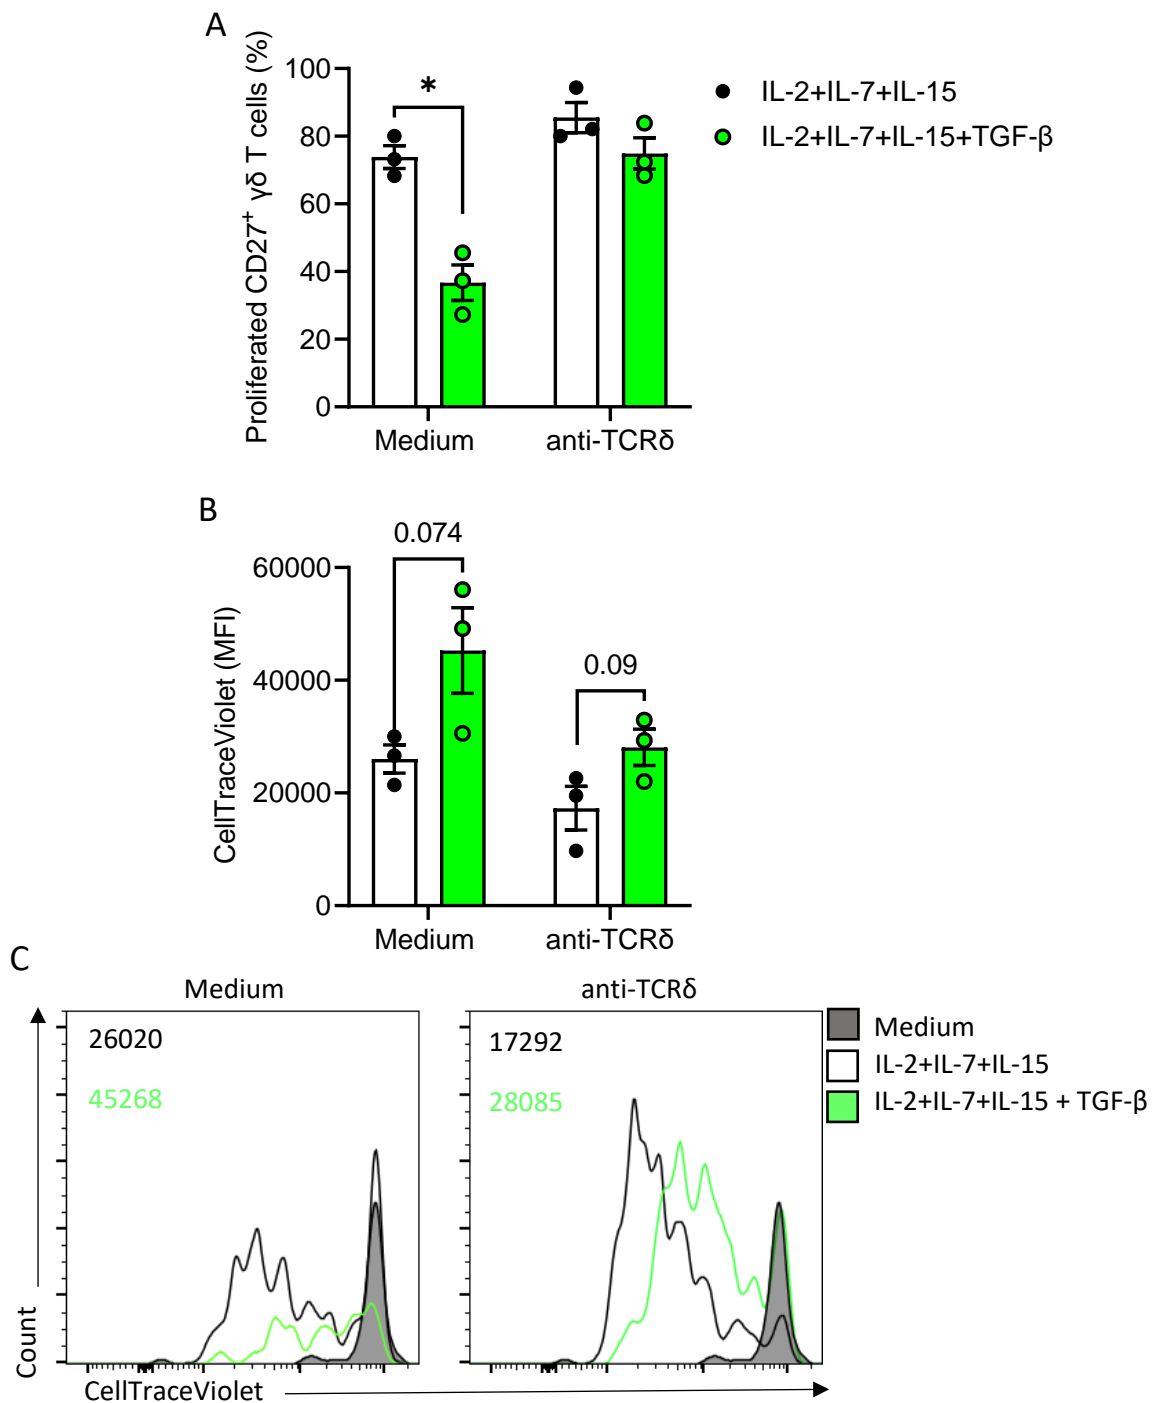 A
Proliferated CD27⁺ γδ T cells (%)
100
80
60
40
20
0
*
Medium
anti-TCRδ
IL-2+IL-7+IL-15
IL-2+IL-7+IL-15+TGF-β
B
CellTraceViolet (MFI)
60000
40000
20000
0
0.074
0.09
Medium
anti-TCRδ
C
Medium
anti-TCRδ
26020
45268
17292
28085
Medium
IL-2+IL-7+IL-15
IL-2+IL-7+IL-15 + TGF-β
Count
CellTraceViolet